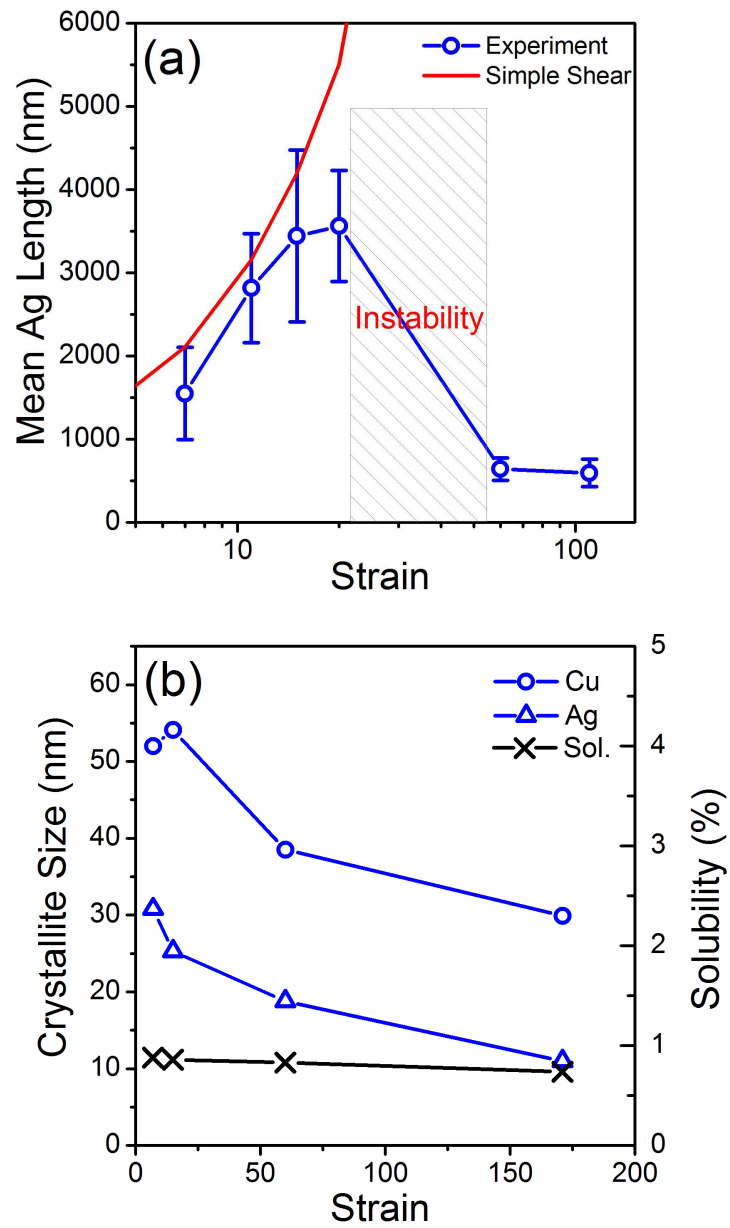 (a)
Experiment
Simple Shear
Instability
6000
5000
4000
3000
2000
1000
0
Mean Ag Length (nm)
10
100
Strain
(b)
Cu
Ag
Sol.
60
50
40
30
20
10
0
Crystallite Size (nm)
5
4
3
2
1
0
Solubility (%)
0
50
100
150
200
Strain